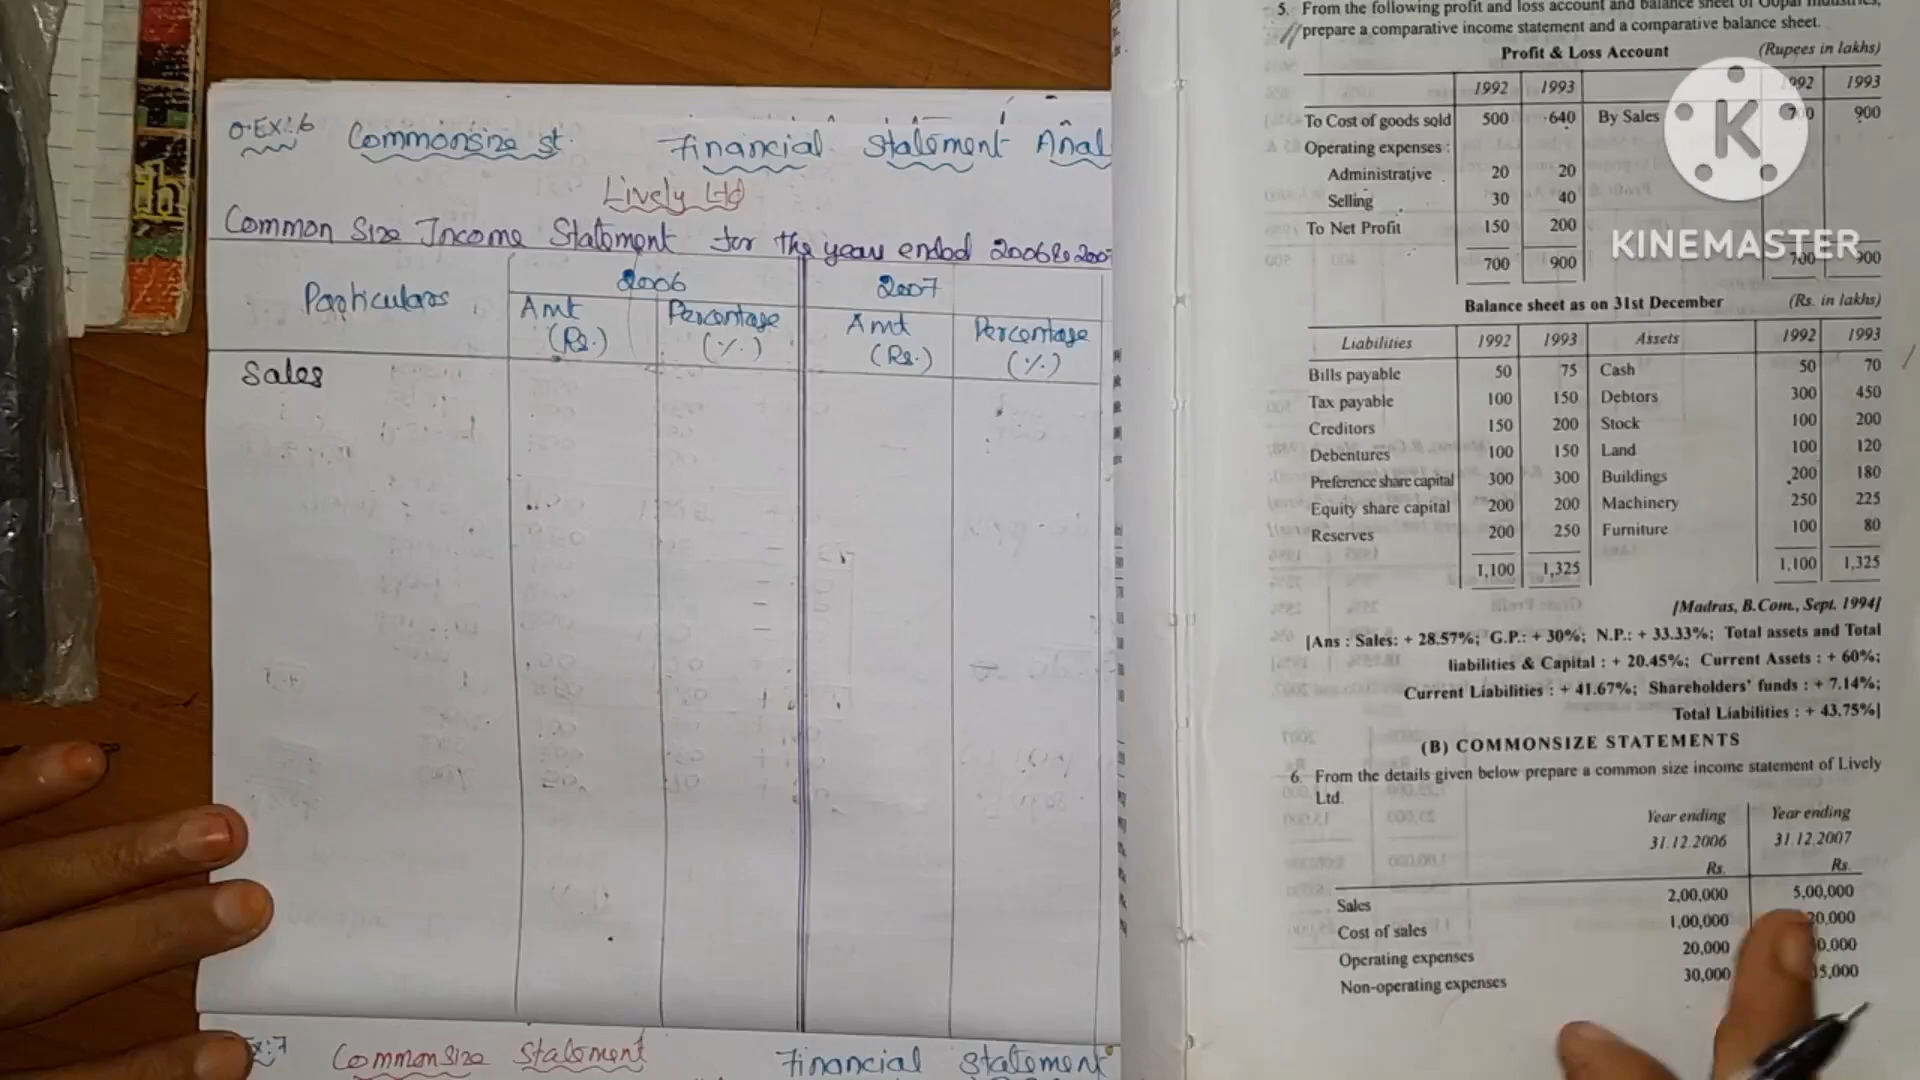 O.Ex:6 Commonsize st. Financial Statement Anal
Lively Ltd
Common Size Income Statement for the year ended 2006 & 200
Particulars 2006 2007
Amt (Rs.) Percentage (%) Amt (Rs.) Percentage (%)
Sales
x:7 Commonsize Statement Financial Statement
5. From the following profit and loss account and balance sheet of Gopal Industries,
prepare a comparative income statement and a comparative balance sheet.
Profit & Loss Account (Rupees in lakhs)
1992 1993 1992 1993
To Cost of goods sold 500 640 By Sales 700 900
Operating expenses :
Administrative 20 20
Selling 30 40
To Net Profit 150 200
700 900 700 900
Balance sheet as on 31st December (Rs. in lakhs)
Liabilities 1992 1993 Assets 1992 1993
Bills payable 50 75 Cash 50 70
Tax payable 100 150 Debtors 300 450
Creditors 150 200 Stock 100 200
Debentures 100 150 Land 100 120
Preference share capital 300 300 Buildings 200 180
Equity share capital 200 200 Machinery 250 225
Reserves 200 250 Furniture 100 80
1,100 1,325 1,100 1,325
[Madras, B.Com., Sept. 1994]
[Ans : Sales: + 28.57%; G.P.: + 30%; N.P.: + 33.33%; Total assets and Total
liabilities & Capital : + 20.45%; Current Assets : + 60%;
Current Liabilities : + 41.67%; Shareholders' funds : + 7.14%;
Total Liabilities : + 43.75%]
(B) COMMONSIZE STATEMENTS
6. From the details given below prepare a common size income statement of Lively
Ltd.
Year ending Year ending
31.12.2006 31.12.2007
Rs. Rs.
Sales 2,00,000 5,00,000
Cost of sales 1,00,000 20,000
Operating expenses 20,000 0,000
Non-operating expenses 30,000 15,000
K
KINEMASTER